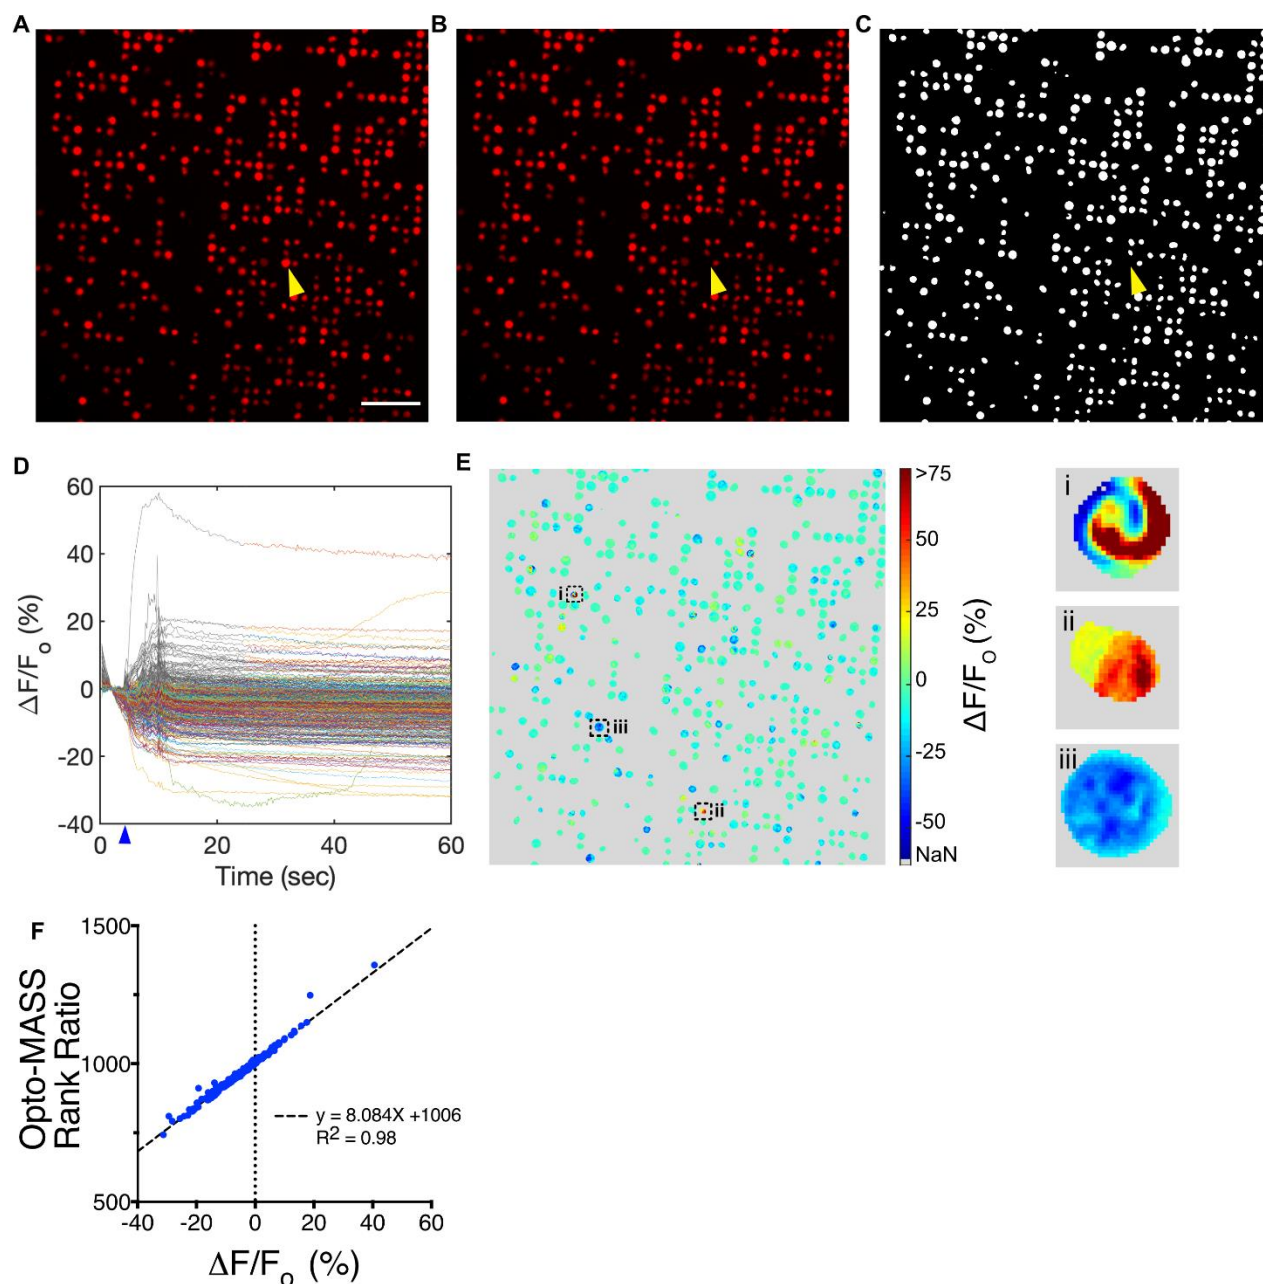 A
B
C
D
60
40
20
0
-20
-40
ΔF/Fo (%)
0
20
40
60
Time (sec)
E
i
iii
ii
>75
50
25
0
-25
-50
NaN
ΔF/Fo(%)
i
ii
iii
F
1500
1000
500
Opto-MASS
Rank Ratio
y = 8.084X +1006
R2 = 0.98
-40
-20
0
20
40
60
ΔF/Fo (%)